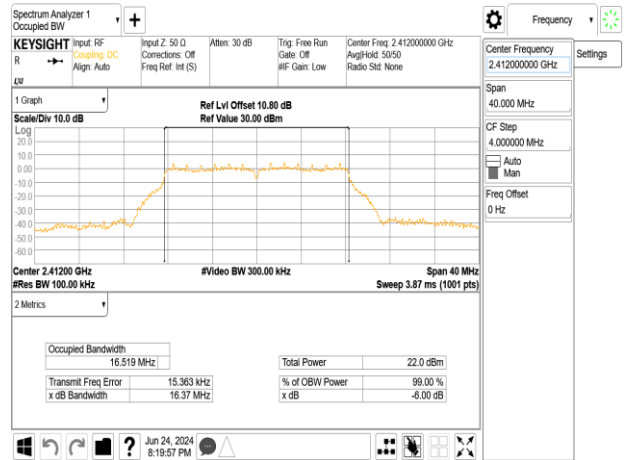 Spectrum Analyzer 1
Occupied BW
Frequency
KEYSIGHT
R
LXI
Input: RF
Coupling: DC
Align: Auto
Input Z: 50 Ω
Corrections: Off
Freq Ref: Int (S)
Atten: 30 dB
Trig: Free Run
Gate: Off
#IF Gain: Low
Center Freq: 2.412000000 GHz
Avg|Hold: 50/50
Radio Std: None
Center Frequency
2.412000000 GHz
Settings
Span
40.000 MHz
CF Step
4.000000 MHz
Auto
Man
Freq Offset
0 Hz
1 Graph
Scale/Div 10.0 dB
Ref Lvl Offset 10.80 dB
Ref Value 30.00 dBm
Log
20.0
10.0
0.00
-10.0
-20.0
-30.0
-40.0
-50.0
-60.0
Center 2.41200 GHz
#Res BW 100.00 kHz
#Video BW 300.00 kHz
Span 40 MHz
Sweep 3.87 ms (1001 pts)
2 Metrics
Occupied Bandwidth
16.519 MHz
Total Power 22.0 dBm
Transmit Freq Error 15.363 kHz
% of OBW Power 99.00 %
x dB Bandwidth 16.37 MHz
x dB -6.00 dB
?
Jun 24, 2024
8:19:57 PM